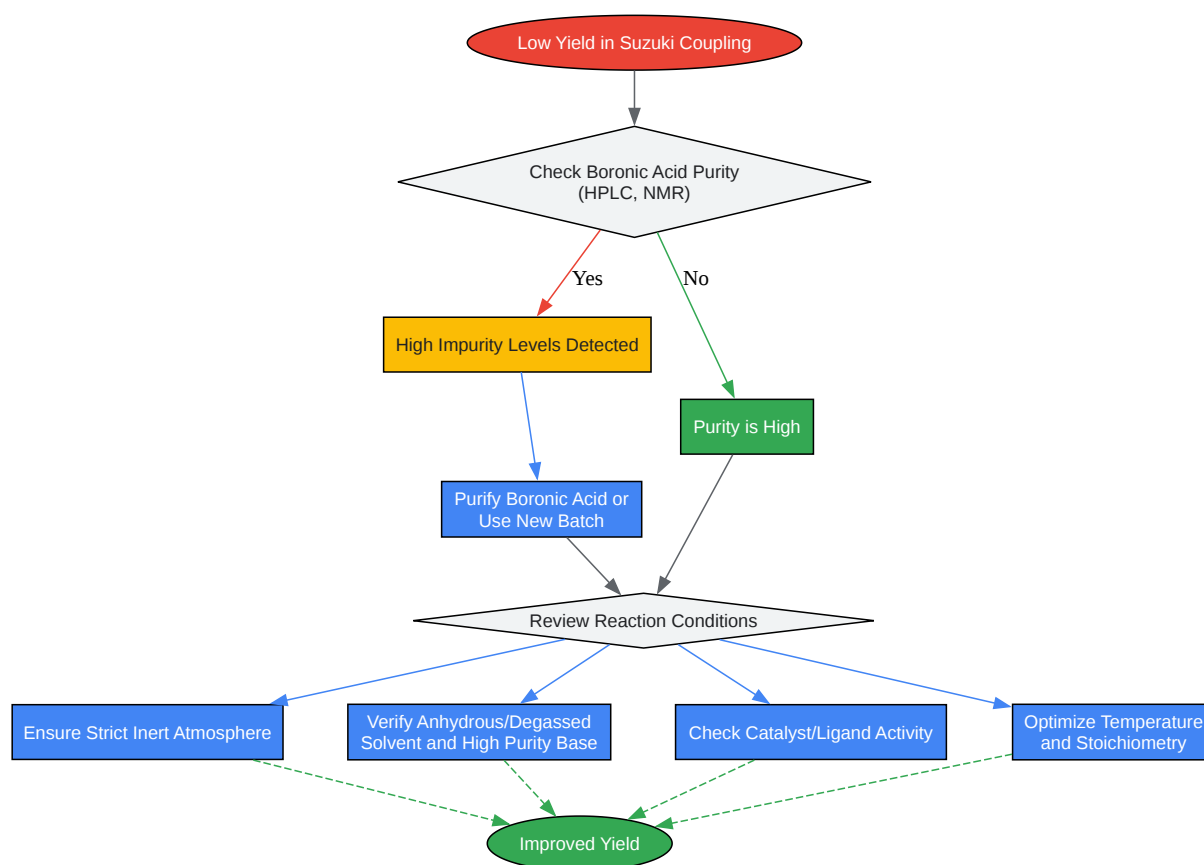 Low Yield in Suzuki Coupling
Check Boronic Acid Purity
(HPLC, NMR)
Yes
No
High Impurity Levels Detected
Purity is High
Purify Boronic Acid or
Use New Batch
Review Reaction Conditions
Ensure Strict Inert Atmosphere
Verify Anhydrous/Degassed
Solvent and High Purity Base
Check Catalyst/Ligand Activity
Optimize Temperature
and Stoichiometry
Improved Yield